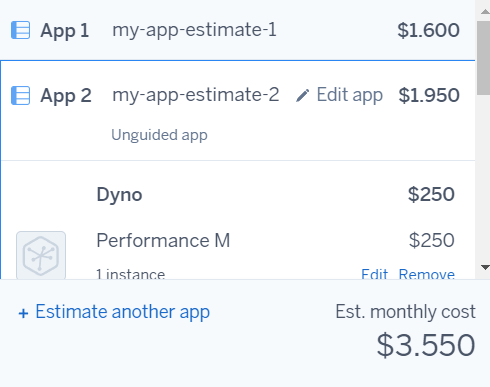 App 1 my-app-estimate-1 $1.600
App 2 my-app-estimate-2 Edit app $1.950
Unguided app
Dyno $250
Performance M $250
1 instance Edit Remove
+ Estimate another app Est. monthly cost
$3.550